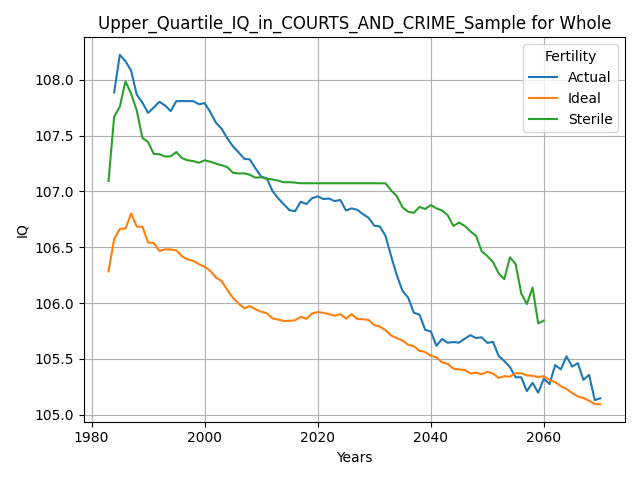 Upper_Quartile_IQ_in_COURTS_AND_CRIME_Sample for Whole
Fertility
Actual
Ideal
Sterile
108.0
107.5
107.0
106.5
106.0
105.5
105.0
IQ
1980
2000
2020
2040
2060
Years